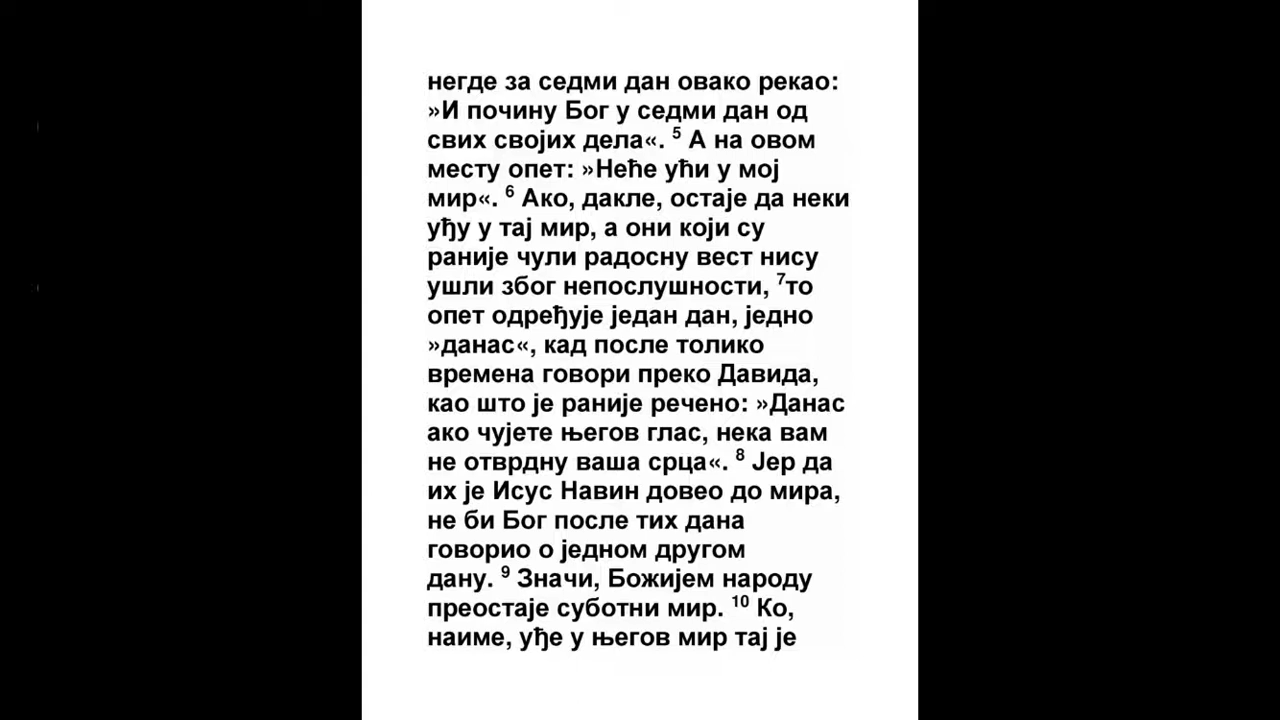 негде за седми дан овако рекао:
»И почину Бог у седми дан од
свих својих дела«. 5 А на овом
месту опет: »Неће ући у мој
мир«. 6 Ако, дакле, остаје да неки
уђу у тај мир, а они који су
раније чули радосну вест нису
ушли због непослушности, 7то
опет одређује један дан, једно
»данас«, кад после толико
времена говори преко Давида,
као што је раније речено: »Данас
ако чујете његов глас, нека вам
не отврдну ваша срца«. 8 Јер да
их је Исус Навин довео до мира,
не би Бог после тих дана
говорио о једном другом
дану. 9 Значи, Божијем народу
преостаје суботни мир. 10 Ко,
наиме, уђе у његов мир тај је